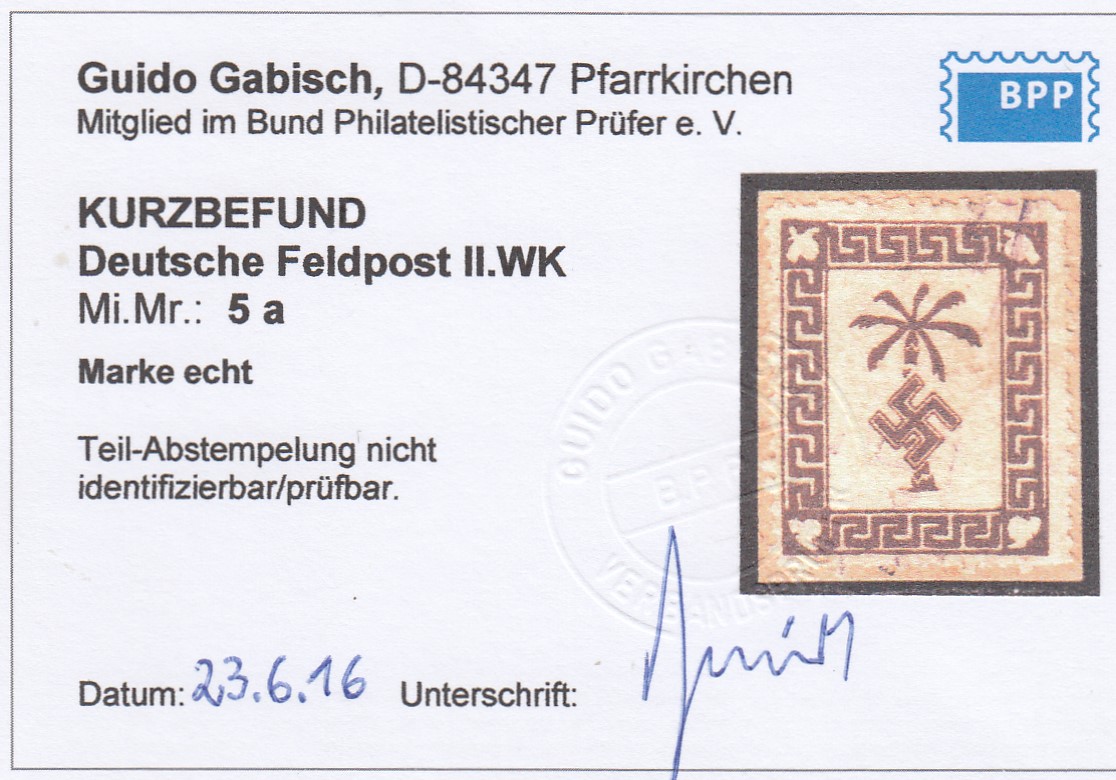 Guido Gabisch, D-84347 Pfarrkirchen
Mitglied im Bund Philatelistischer Prüfer e. V.
BPP
KURZBEFUND
Deutsche Feldpost II.WK
Mi.Mr.: 5 a
Marke echt
Teil-Abstempelung nicht
identifizierbar/prüfbar.
GUIDO
Datum: 23.6.16 Unterschrift: